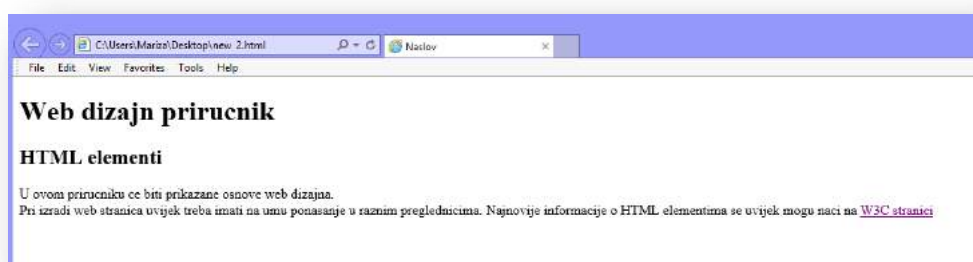 C:\Users\Mariza\Desktop\new 2.html
Naslov
File Edit View Favorites Tools Help
Web dizajn prirucnik
HTML elementi
U ovom prirucniku ce biti prikazane osnove web dizajna.
Pri izradi web stranica uvijek treba imati na umu ponasanje u raznim preglednicima. Najnovije informacije o HTML elementima se uvijek mogu naci na W3C stranici